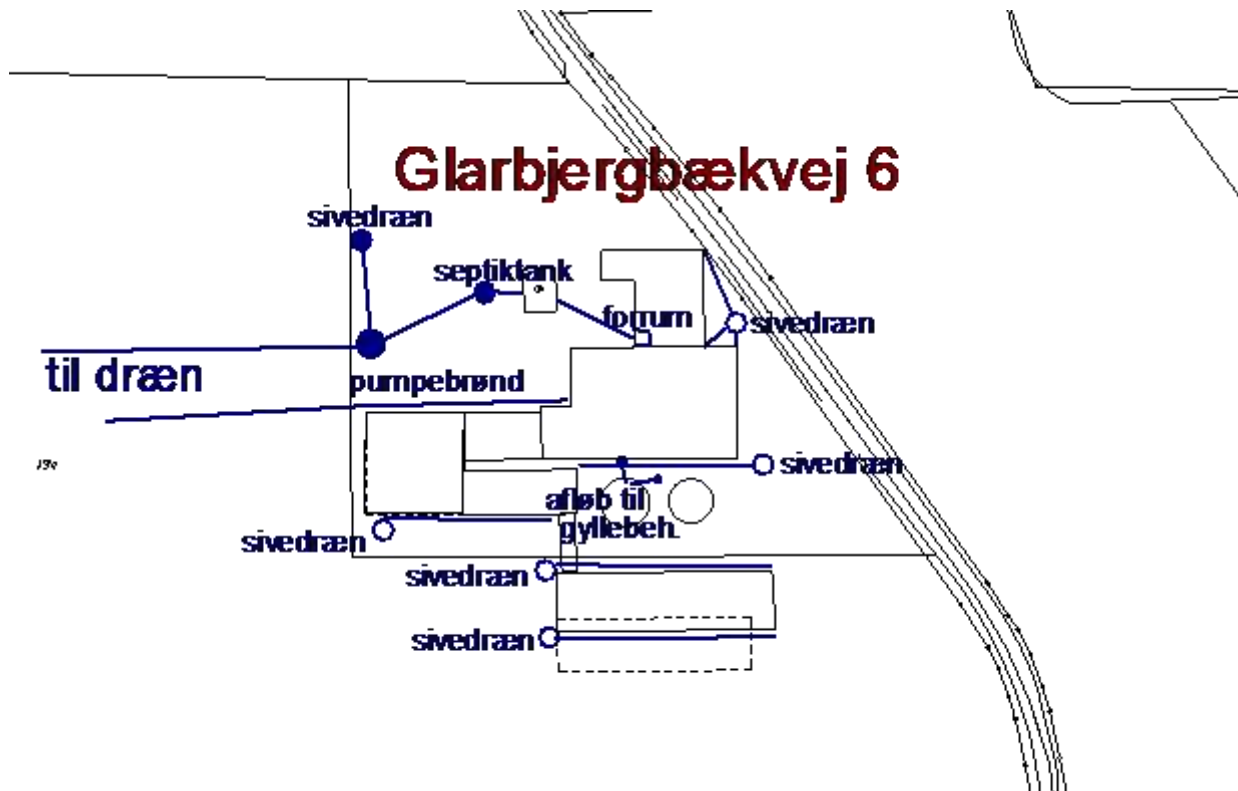 Glarbjergbækvej 6
sivedræn
septiktank
forrum
sivedræn
til dræn
pumpebrønd
sivedræn
afløb til
gyllebeh.
sivedræn
sivedræn
sivedræn